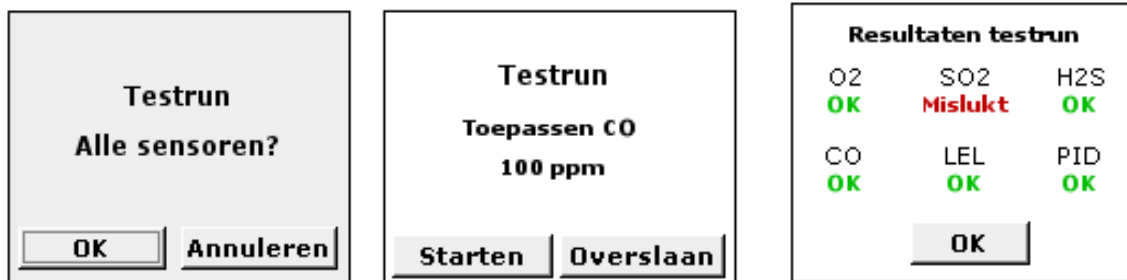 Testrun
Alle sensoren?
OK Annuleren
Testrun
Toepassen CO
100 ppm
Starten Overslaan
Resultaten testrun
O2 SO2 H2S
OK Mislukt OK
CO LEL PID
OK OK OK
OK